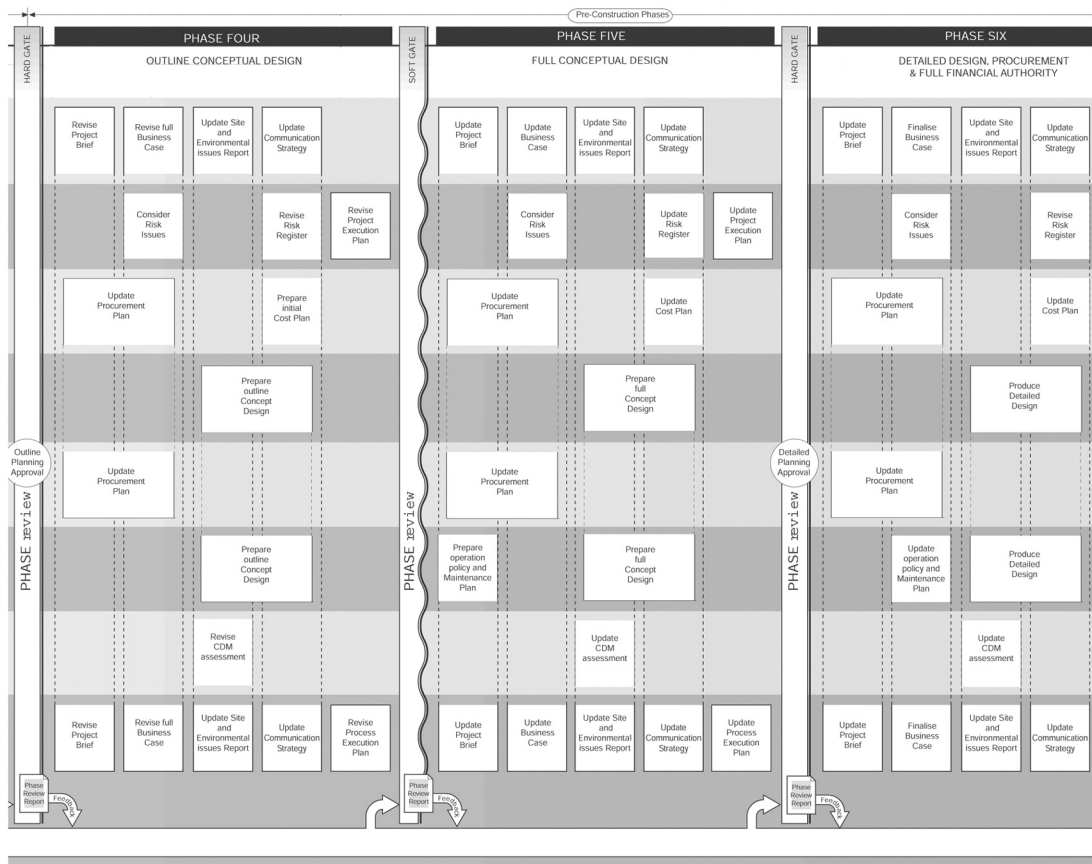 Pre-Construction Phases
HARD GATE
PHASE FOUR
SOFT GATE
PHASE FIVE
HARD GATE
PHASE SIX
OUTLINE CONCEPTUAL DESIGN
FULL CONCEPTUAL DESIGN
DETAILED DESIGN, PROCUREMENT
& FULL FINANCIAL AUTHORITY
Revise
Project
Brief
Revise full
Business
Case
Update Site
and
Environmental
issues Report
Update
Communication
Strategy
Update
Project
Brief
Update
Business
Case
Update Site
and
Environmental
issues Report
Update
Communication
Strategy
Update
Project
Brief
Finalise
Business
Case
Update Site
and
Environmental
issues Report
Update
Communication
Strategy
Consider
Risk
Issues
Revise
Risk
Register
Revise
Project
Execution
Plan
Consider
Risk
Issues
Update
Risk
Register
Update
Project
Execution
Plan
Consider
Risk
Issues
Revise
Risk
Register
Update
Procurement
Plan
Prepare
initial
Cost Plan
Update
Procurement
Plan
Update
Cost Plan
Update
Procurement
Plan
Update
Cost Plan
Prepare
outline
Concept
Design
Prepare
full
Concept
Design
Produce
Detailed
Design
Outline
Planning
Approval
Update
Procurement
Plan
Update
Procurement
Plan
Detailed
Planning
Approval
Update
Procurement
Plan
PHASE review
PHASE review
PHASE review
Prepare
outline
Concept
Design
Prepare
operation
policy and
Maintenance
Plan
Prepare
full
Concept
Design
Update
operation
policy and
Maintenance
Plan
Produce
Detailed
Design
Revise
CDM
assessment
Update
CDM
assessment
Update
CDM
assessment
Revise
Project
Brief
Revise full
Business
Case
Update Site
and
Environmental
issues Report
Update
Communication
Strategy
Revise
Process
Execution
Plan
Update
Project
Brief
Update
Business
Case
Update Site
and
Environmental
issues Report
Update
Communication
Strategy
Update
Process
Execution
Plan
Update
Project
Brief
Finalise
Business
Case
Update Site
and
Environmental
issues Report
Update
Communication
Strategy
Phase
Review
Report
Feedback
Phase
Review
Report
Feedback
Phase
Review
Report
Feedback